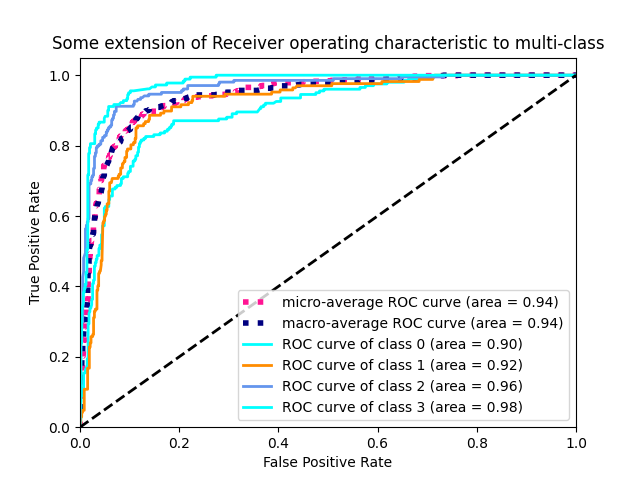 Some extension of Receiver operating characteristic to multi-class
1.0
0.8
0.6
0.4
0.2
0.0
True Positive Rate
micro-average ROC curve (area = 0.94)
macro-average ROC curve (area = 0.94)
ROC curve of class 0 (area = 0.90)
ROC curve of class 1 (area = 0.92)
ROC curve of class 2 (area = 0.96)
ROC curve of class 3 (area = 0.98)
0.0 0.2 0.4 0.6 0.8 1.0
False Positive Rate